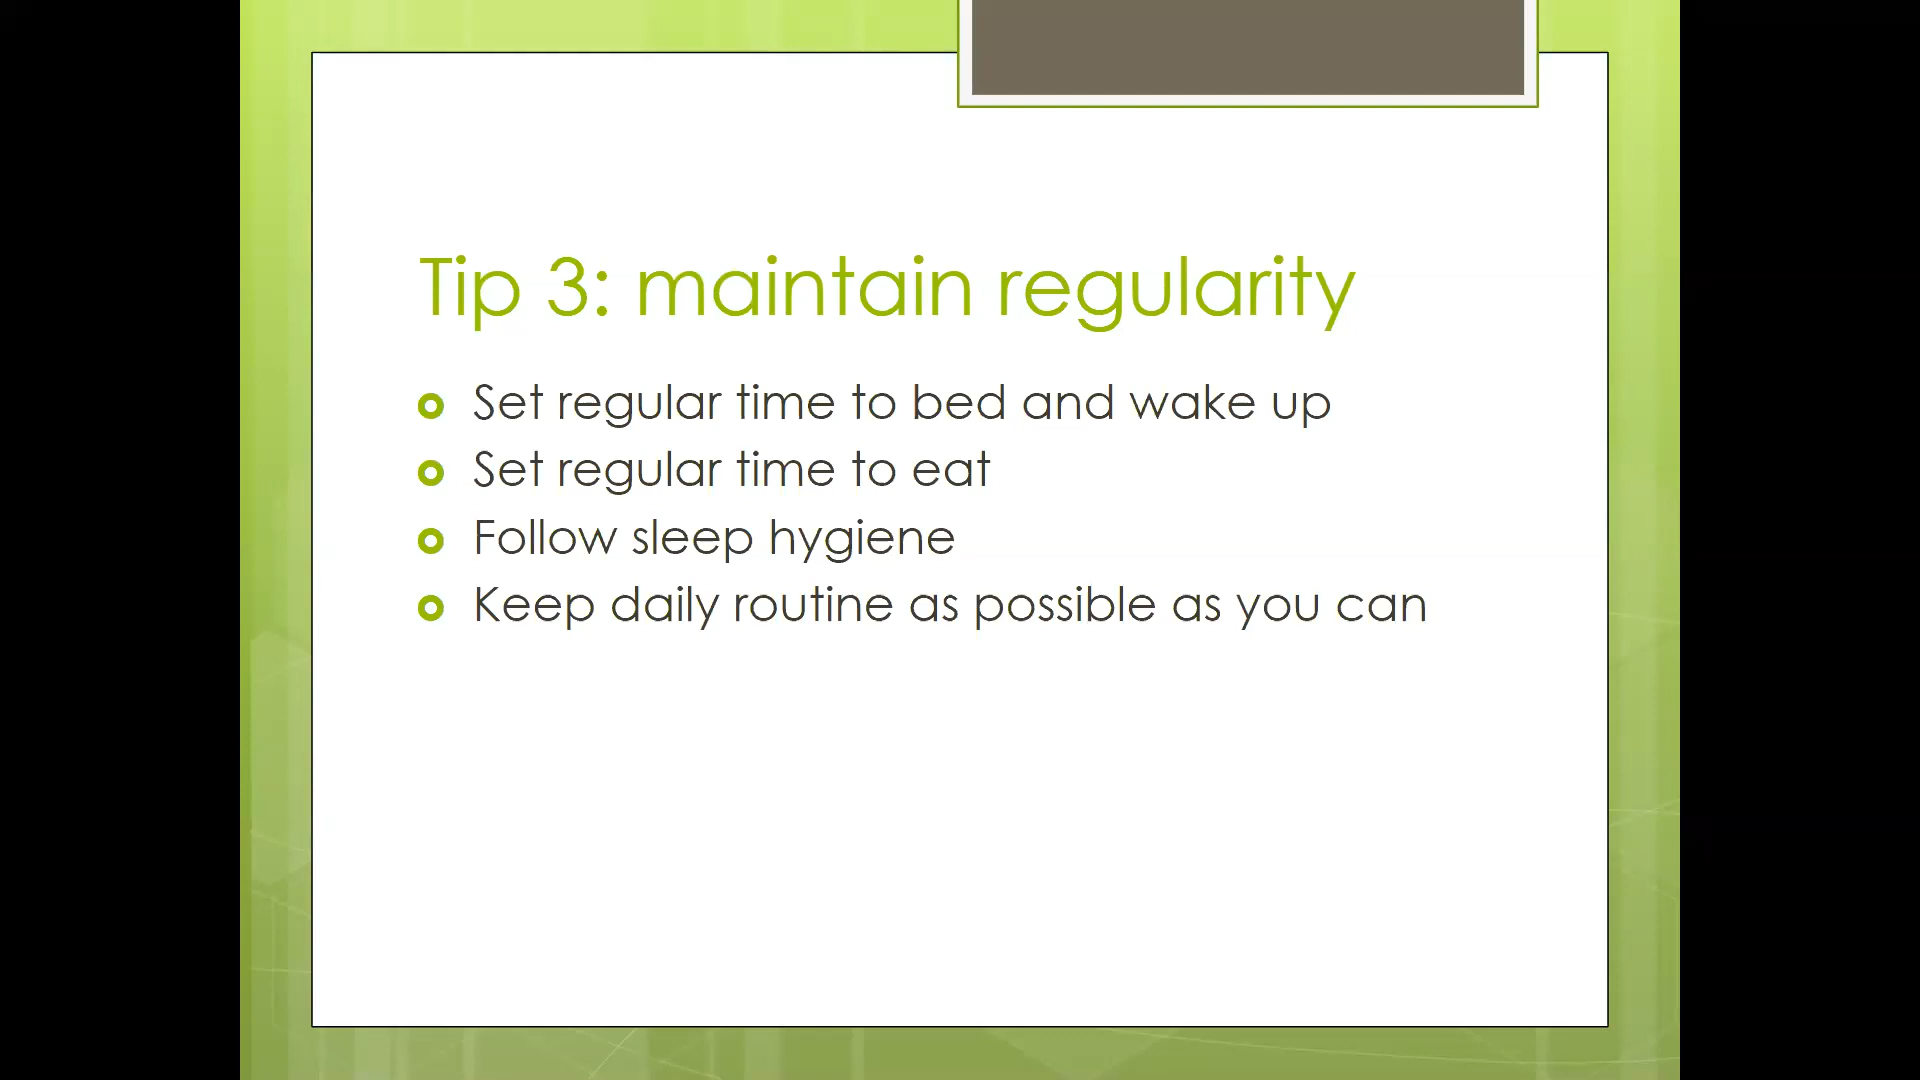 Tip 3: maintain regularity
Set regular time to bed and wake up
Set regular time to eat
Follow sleep hygiene
Keep daily routine as possible as you can